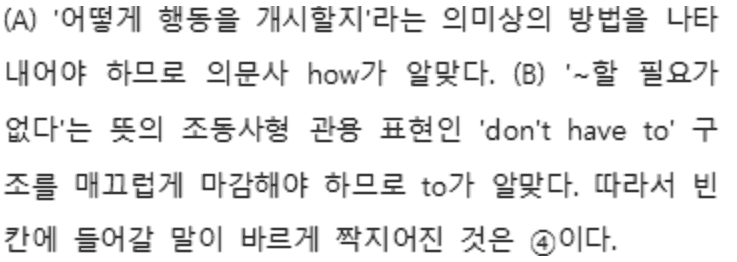 (A) '어떻게 행동을 개시할지'라는 의미상의 방법을 나타
내어야 하므로 의문사 how가 알맞다. (B) '~할 필요가
없다'는 뜻의 조동사형 관용 표현인 'don't have to' 구
조를 매끄럽게 마감해야 하므로 to가 알맞다. 따라서 빈
칸에 들어갈 말이 바르게 짝지어진 것은 ④이다.